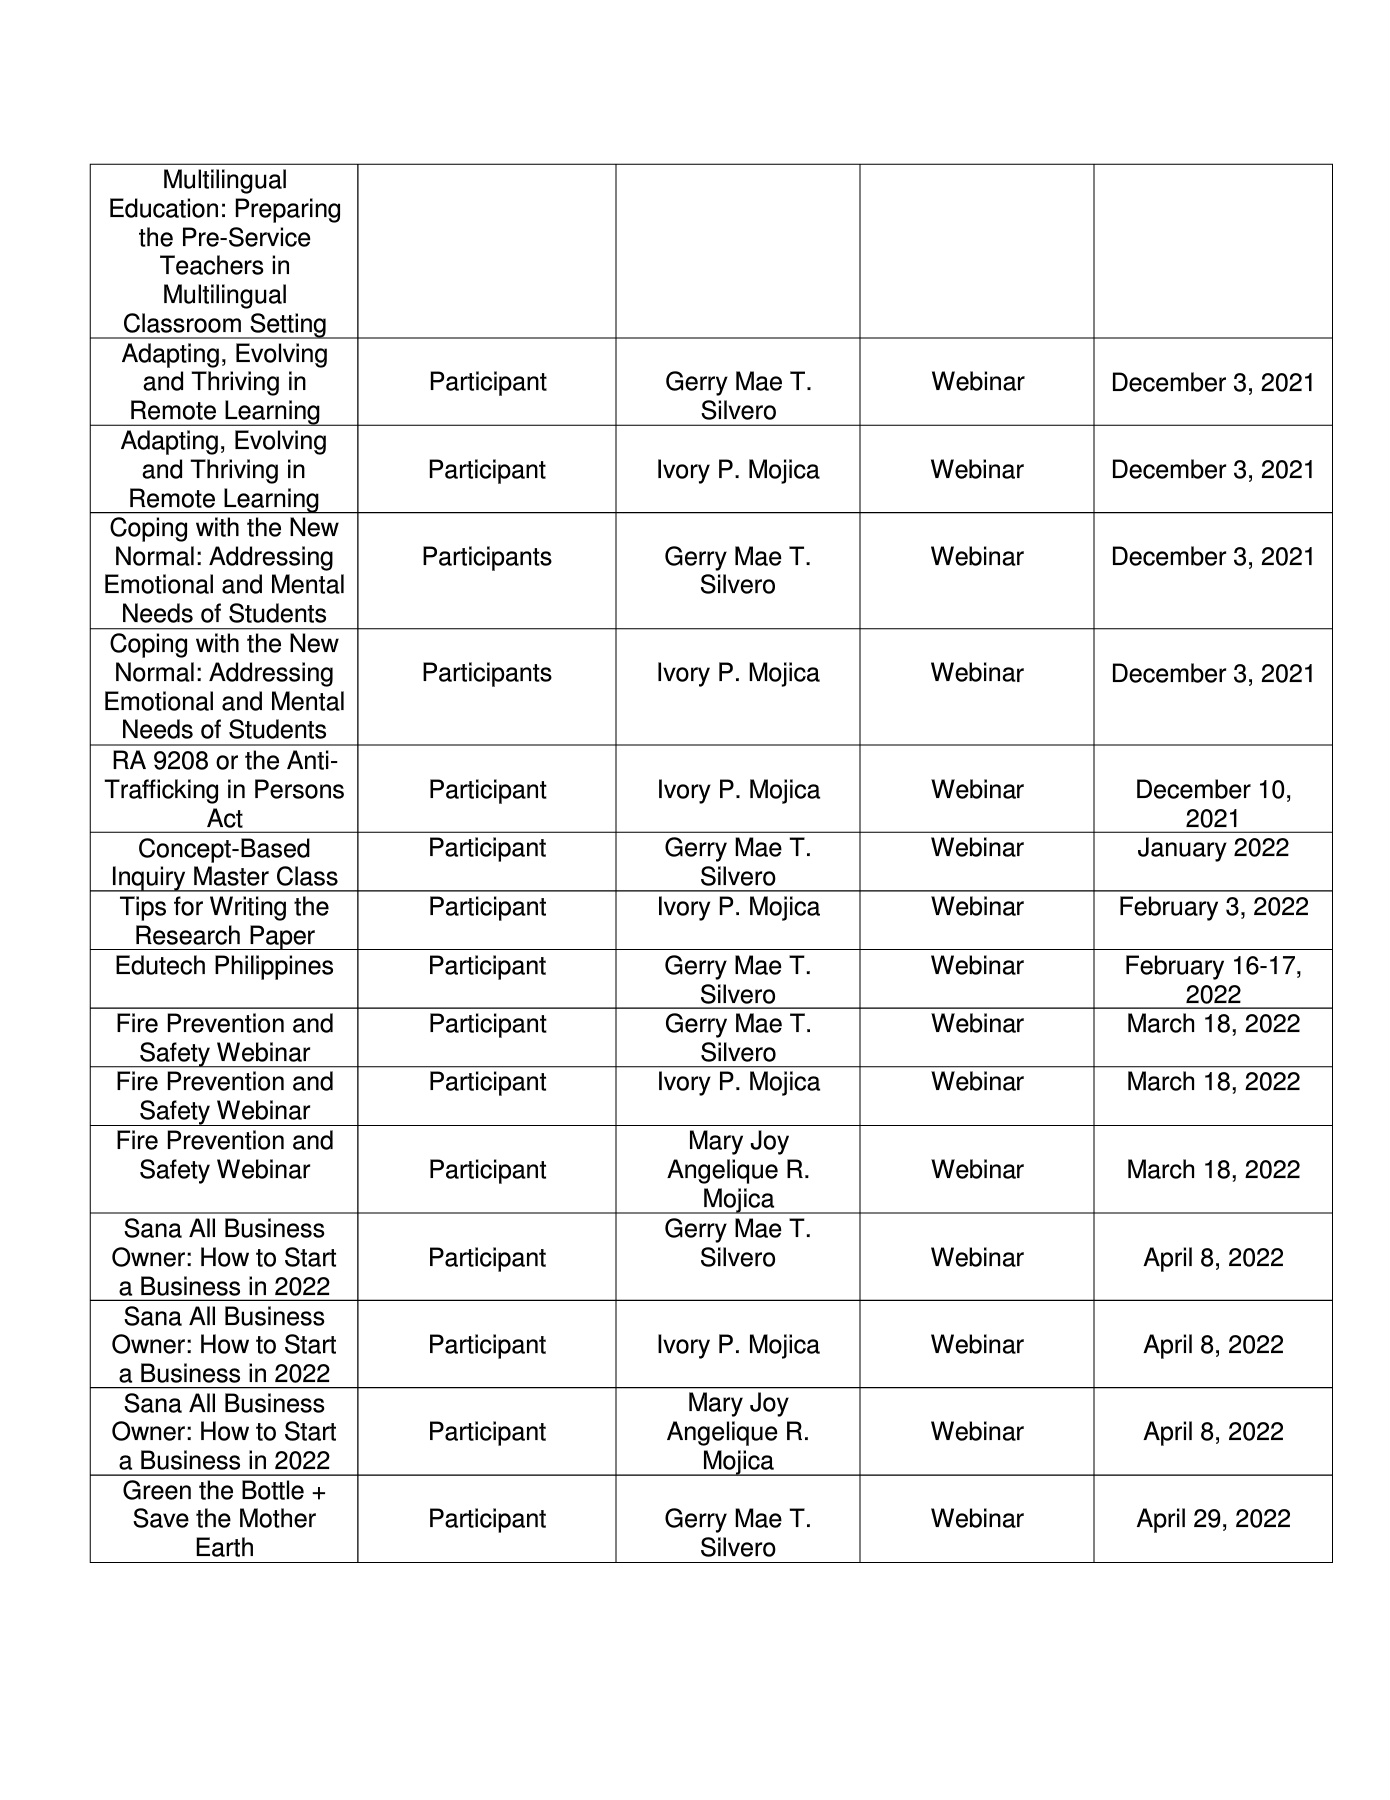 Multilingual
Education: Preparing
the Pre-Service
Teachers in
Multilingual
Classroom Setting
Adapting, Evolving
and Thriving in
Remote Learning
Participant
Gerry Mae T.
Silvero
Webinar
December 3, 2021
Adapting, Evolving
and Thriving in
Remote Learning
Participant
Ivory P. Mojica
Webinar
December 3, 2021
Coping with the New
Normal: Addressing
Emotional and Mental
Needs of Students
Participants
Gerry Mae T.
Silvero
Webinar
December 3, 2021
Coping with the New
Normal: Addressing
Emotional and Mental
Needs of Students
Participants
Ivory P. Mojica
Webinar
December 3, 2021
RA 9208 or the Anti-
Trafficking in Persons
Act
Participant
Ivory P. Mojica
Webinar
December 10,
2021
Concept-Based
Inquiry Master Class
Participant
Gerry Mae T.
Silvero
Webinar
January 2022
Tips for Writing the
Research Paper
Participant
Ivory P. Mojica
Webinar
February 3, 2022
Edutech Philippines
Participant
Gerry Mae T.
Silvero
Webinar
February 16-17,
2022
Fire Prevention and
Safety Webinar
Participant
Gerry Mae T.
Silvero
Webinar
March 18, 2022
Fire Prevention and
Safety Webinar
Participant
Ivory P. Mojica
Webinar
March 18, 2022
Fire Prevention and
Safety Webinar
Participant
Mary Joy
Angelique R.
Mojica
Webinar
March 18, 2022
Sana All Business
Owner: How to Start
a Business in 2022
Participant
Gerry Mae T.
Silvero
Webinar
April 8, 2022
Sana All Business
Owner: How to Start
a Business in 2022
Participant
Ivory P. Mojica
Webinar
April 8, 2022
Sana All Business
Owner: How to Start
a Business in 2022
Participant
Mary Joy
Angelique R.
Mojica
Webinar
April 8, 2022
Green the Bottle +
Save the Mother
Earth
Participant
Gerry Mae T.
Silvero
Webinar
April 29, 2022